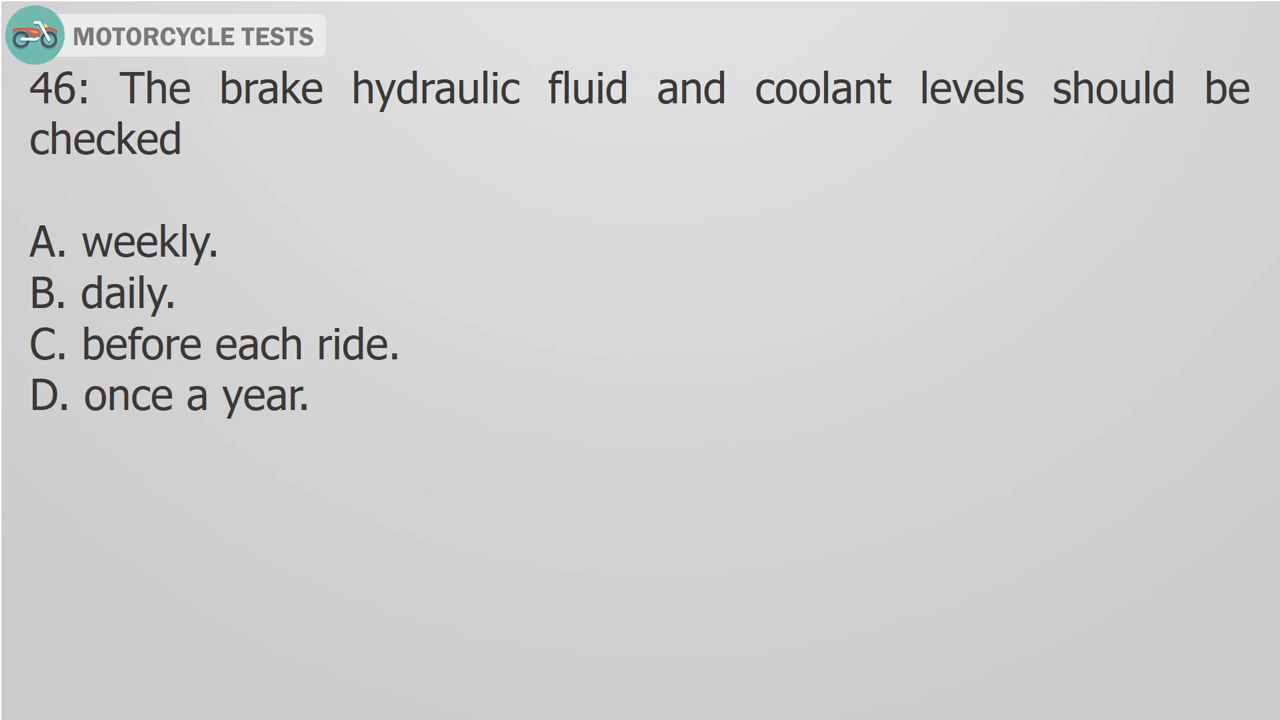 MOTORCYCLE TESTS
46: The brake hydraulic fluid and coolant levels should be
checked
A. weekly.
B. daily.
C. before each ride.
D. once a year.